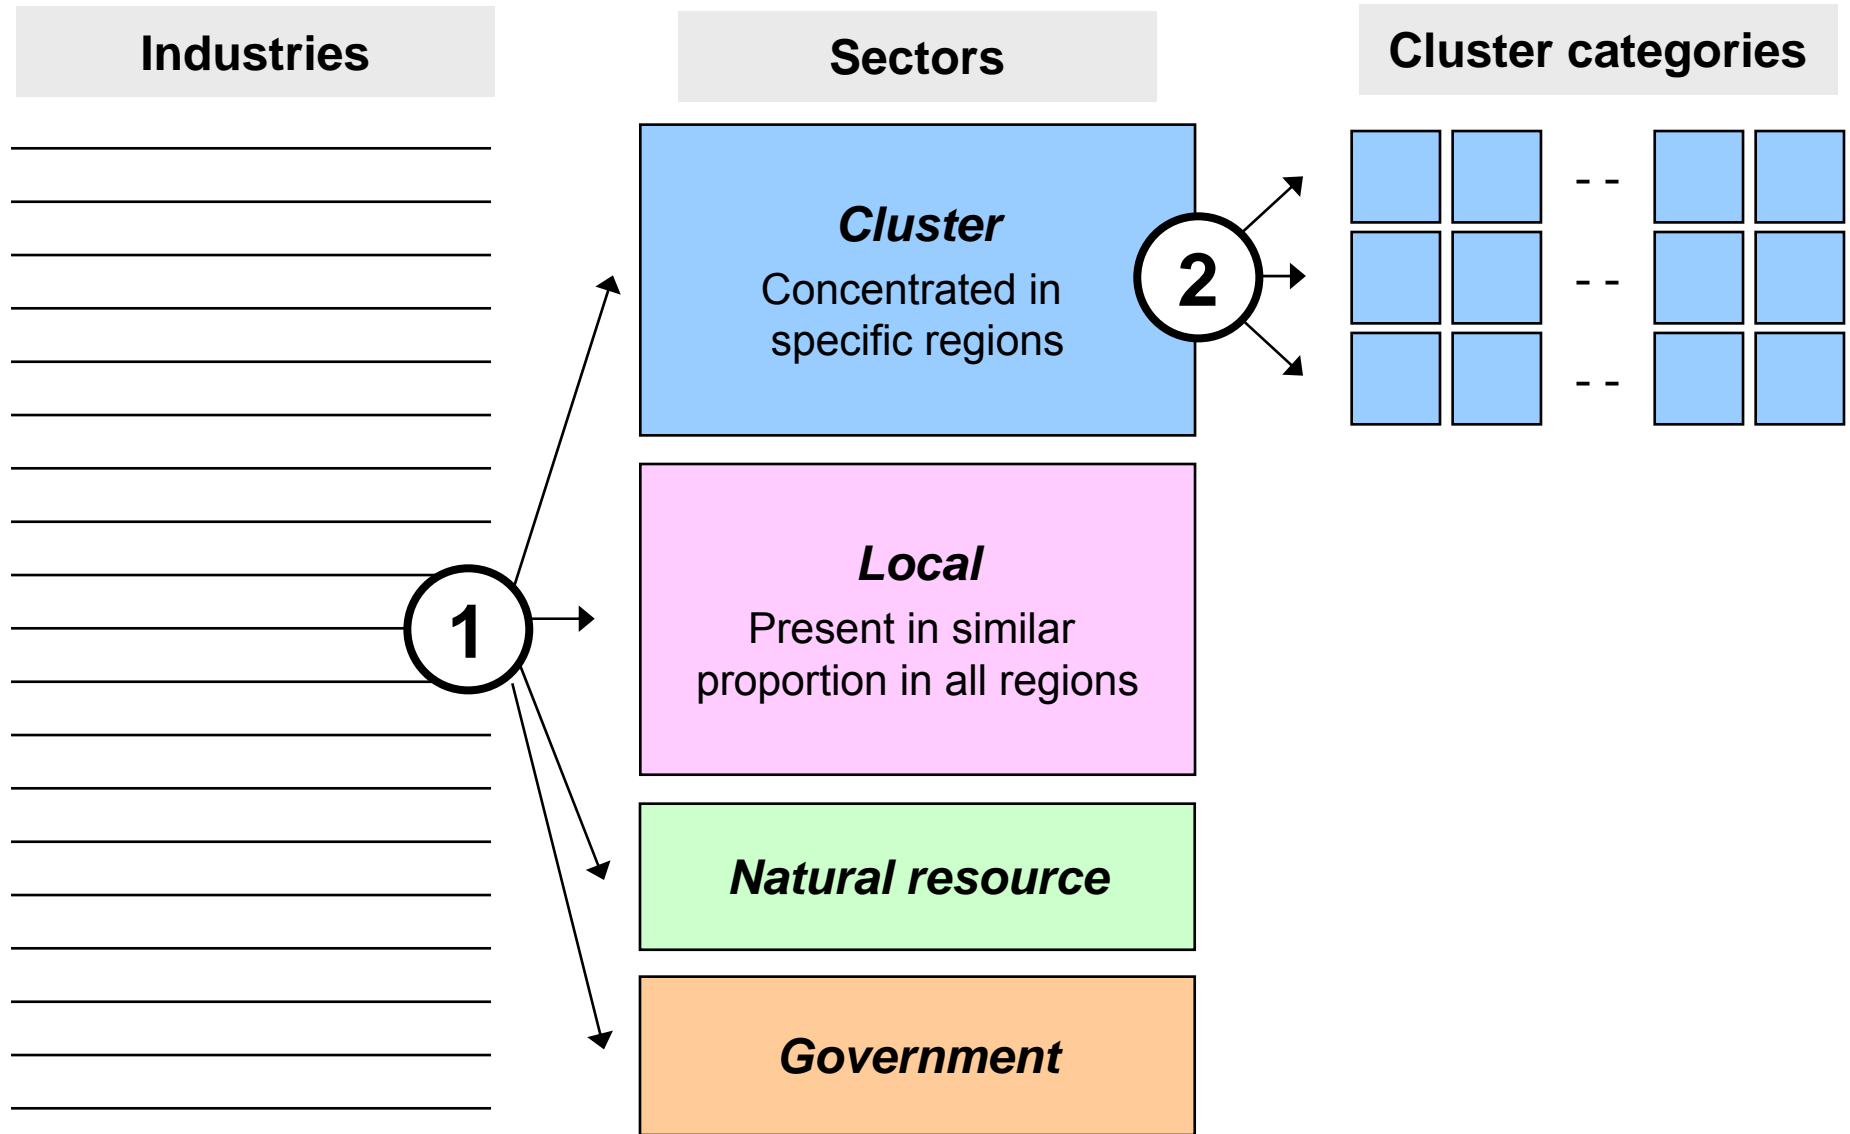 Industries
Sectors
Cluster categories
Cluster
Concentrated in
specific regions
2
- -
- -
- -
Local
Present in similar
proportion in all regions
1
Natural resource
Government